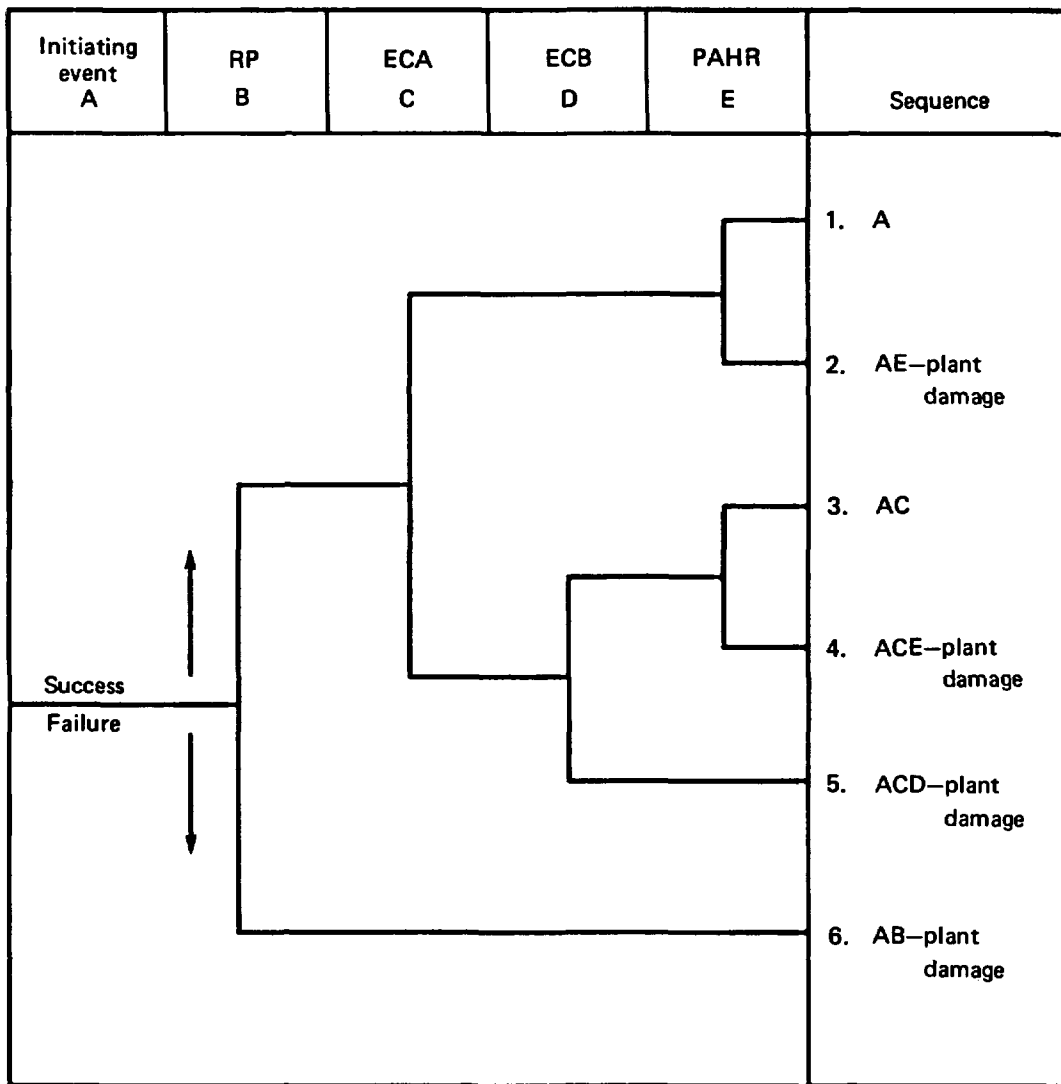 Initiating
event
A
RP
B
ECA
C
ECB
D
PAHR
E
Sequence
1. A
2. AE—plant
damage
3. AC
4. ACE—plant
damage
Success
Failure
5. ACD—plant
damage
6. AB—plant
damage